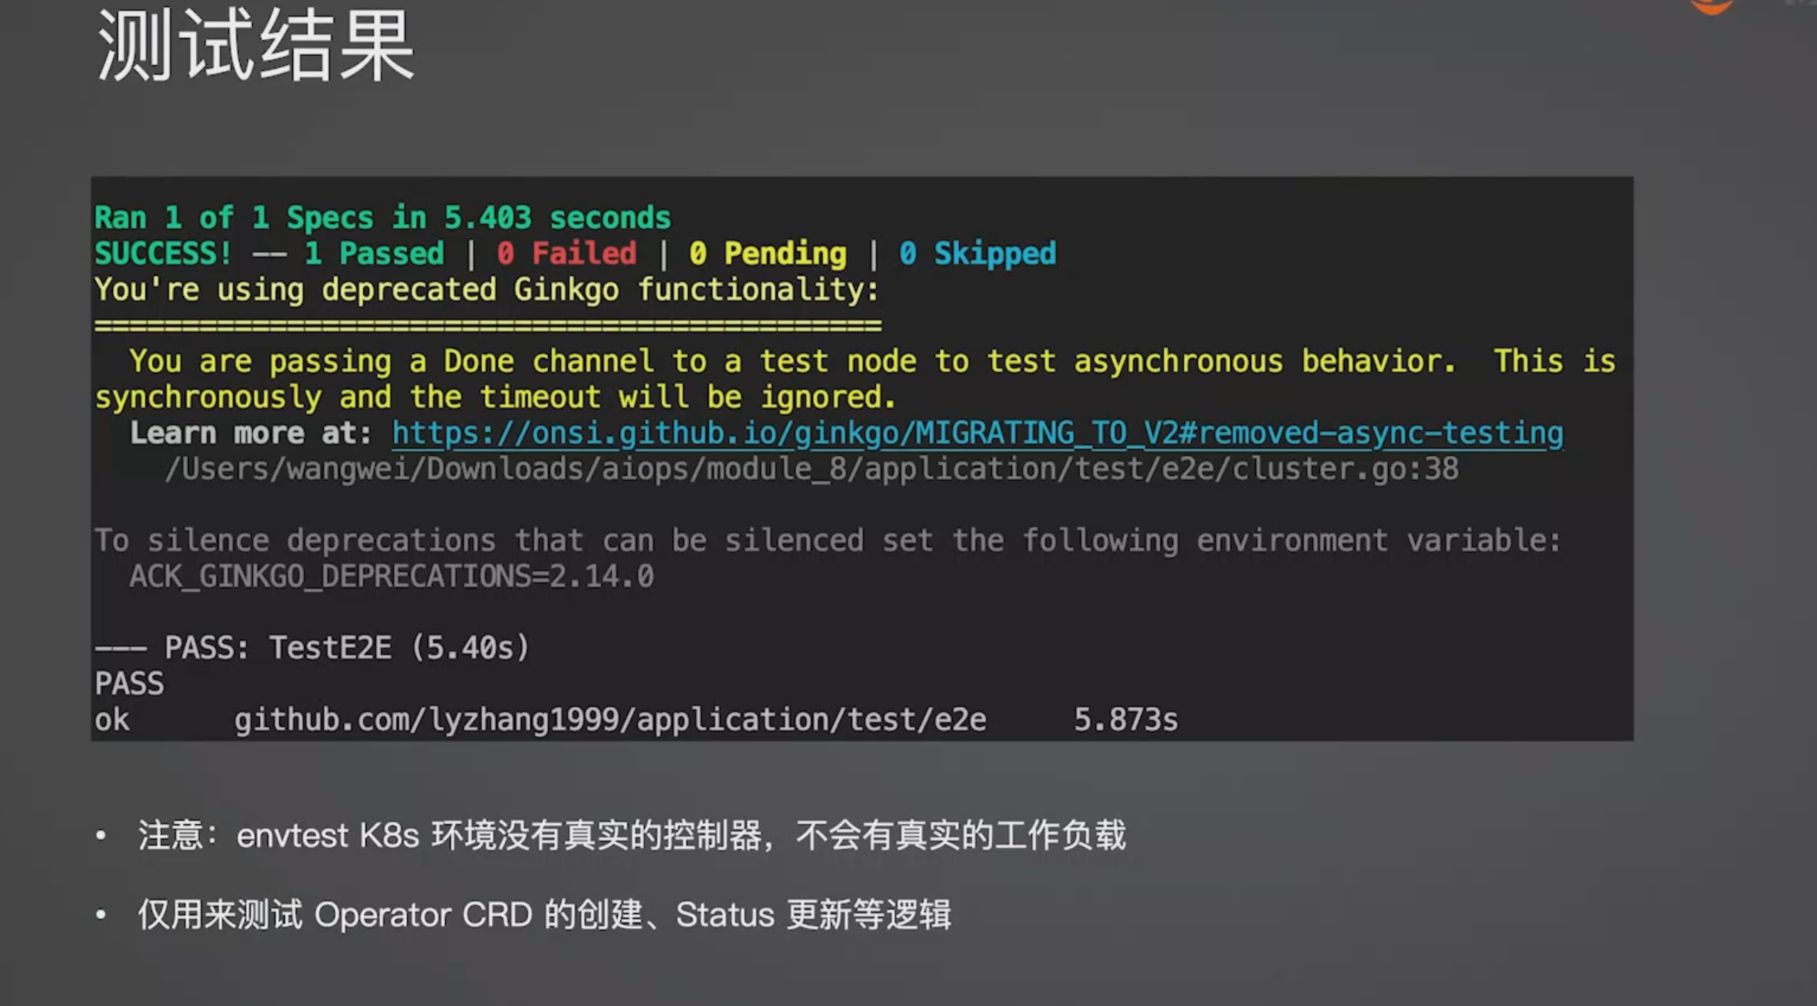 测试结果
Ran 1 of 1 Specs in 5.403 seconds
SUCCESS! -- 1 Passed | 0 Failed | 0 Pending | 0 Skipped
You're using deprecated Ginkgo functionality:
=============================================
You are passing a Done channel to a test node to test asynchronous behavior.  This is
synchronously and the timeout will be ignored.
Learn more at: https://onsi.github.io/ginkgo/MIGRATING_TO_V2#removed-async-testing
/Users/wangwei/Downloads/aiops/module_8/application/test/e2e/cluster.go:38
To silence deprecations that can be silenced set the following environment variable:
ACK_GINKGO_DEPRECATIONS=2.14.0
--- PASS: TestE2E (5.40s)
PASS
ok      github.com/lyzhang1999/application/test/e2e     5.873s
• 注意：envtest K8s 环境没有真实的控制器，不会有真实的工作负载
• 仅用来测试 Operator CRD 的创建、Status 更新等逻辑